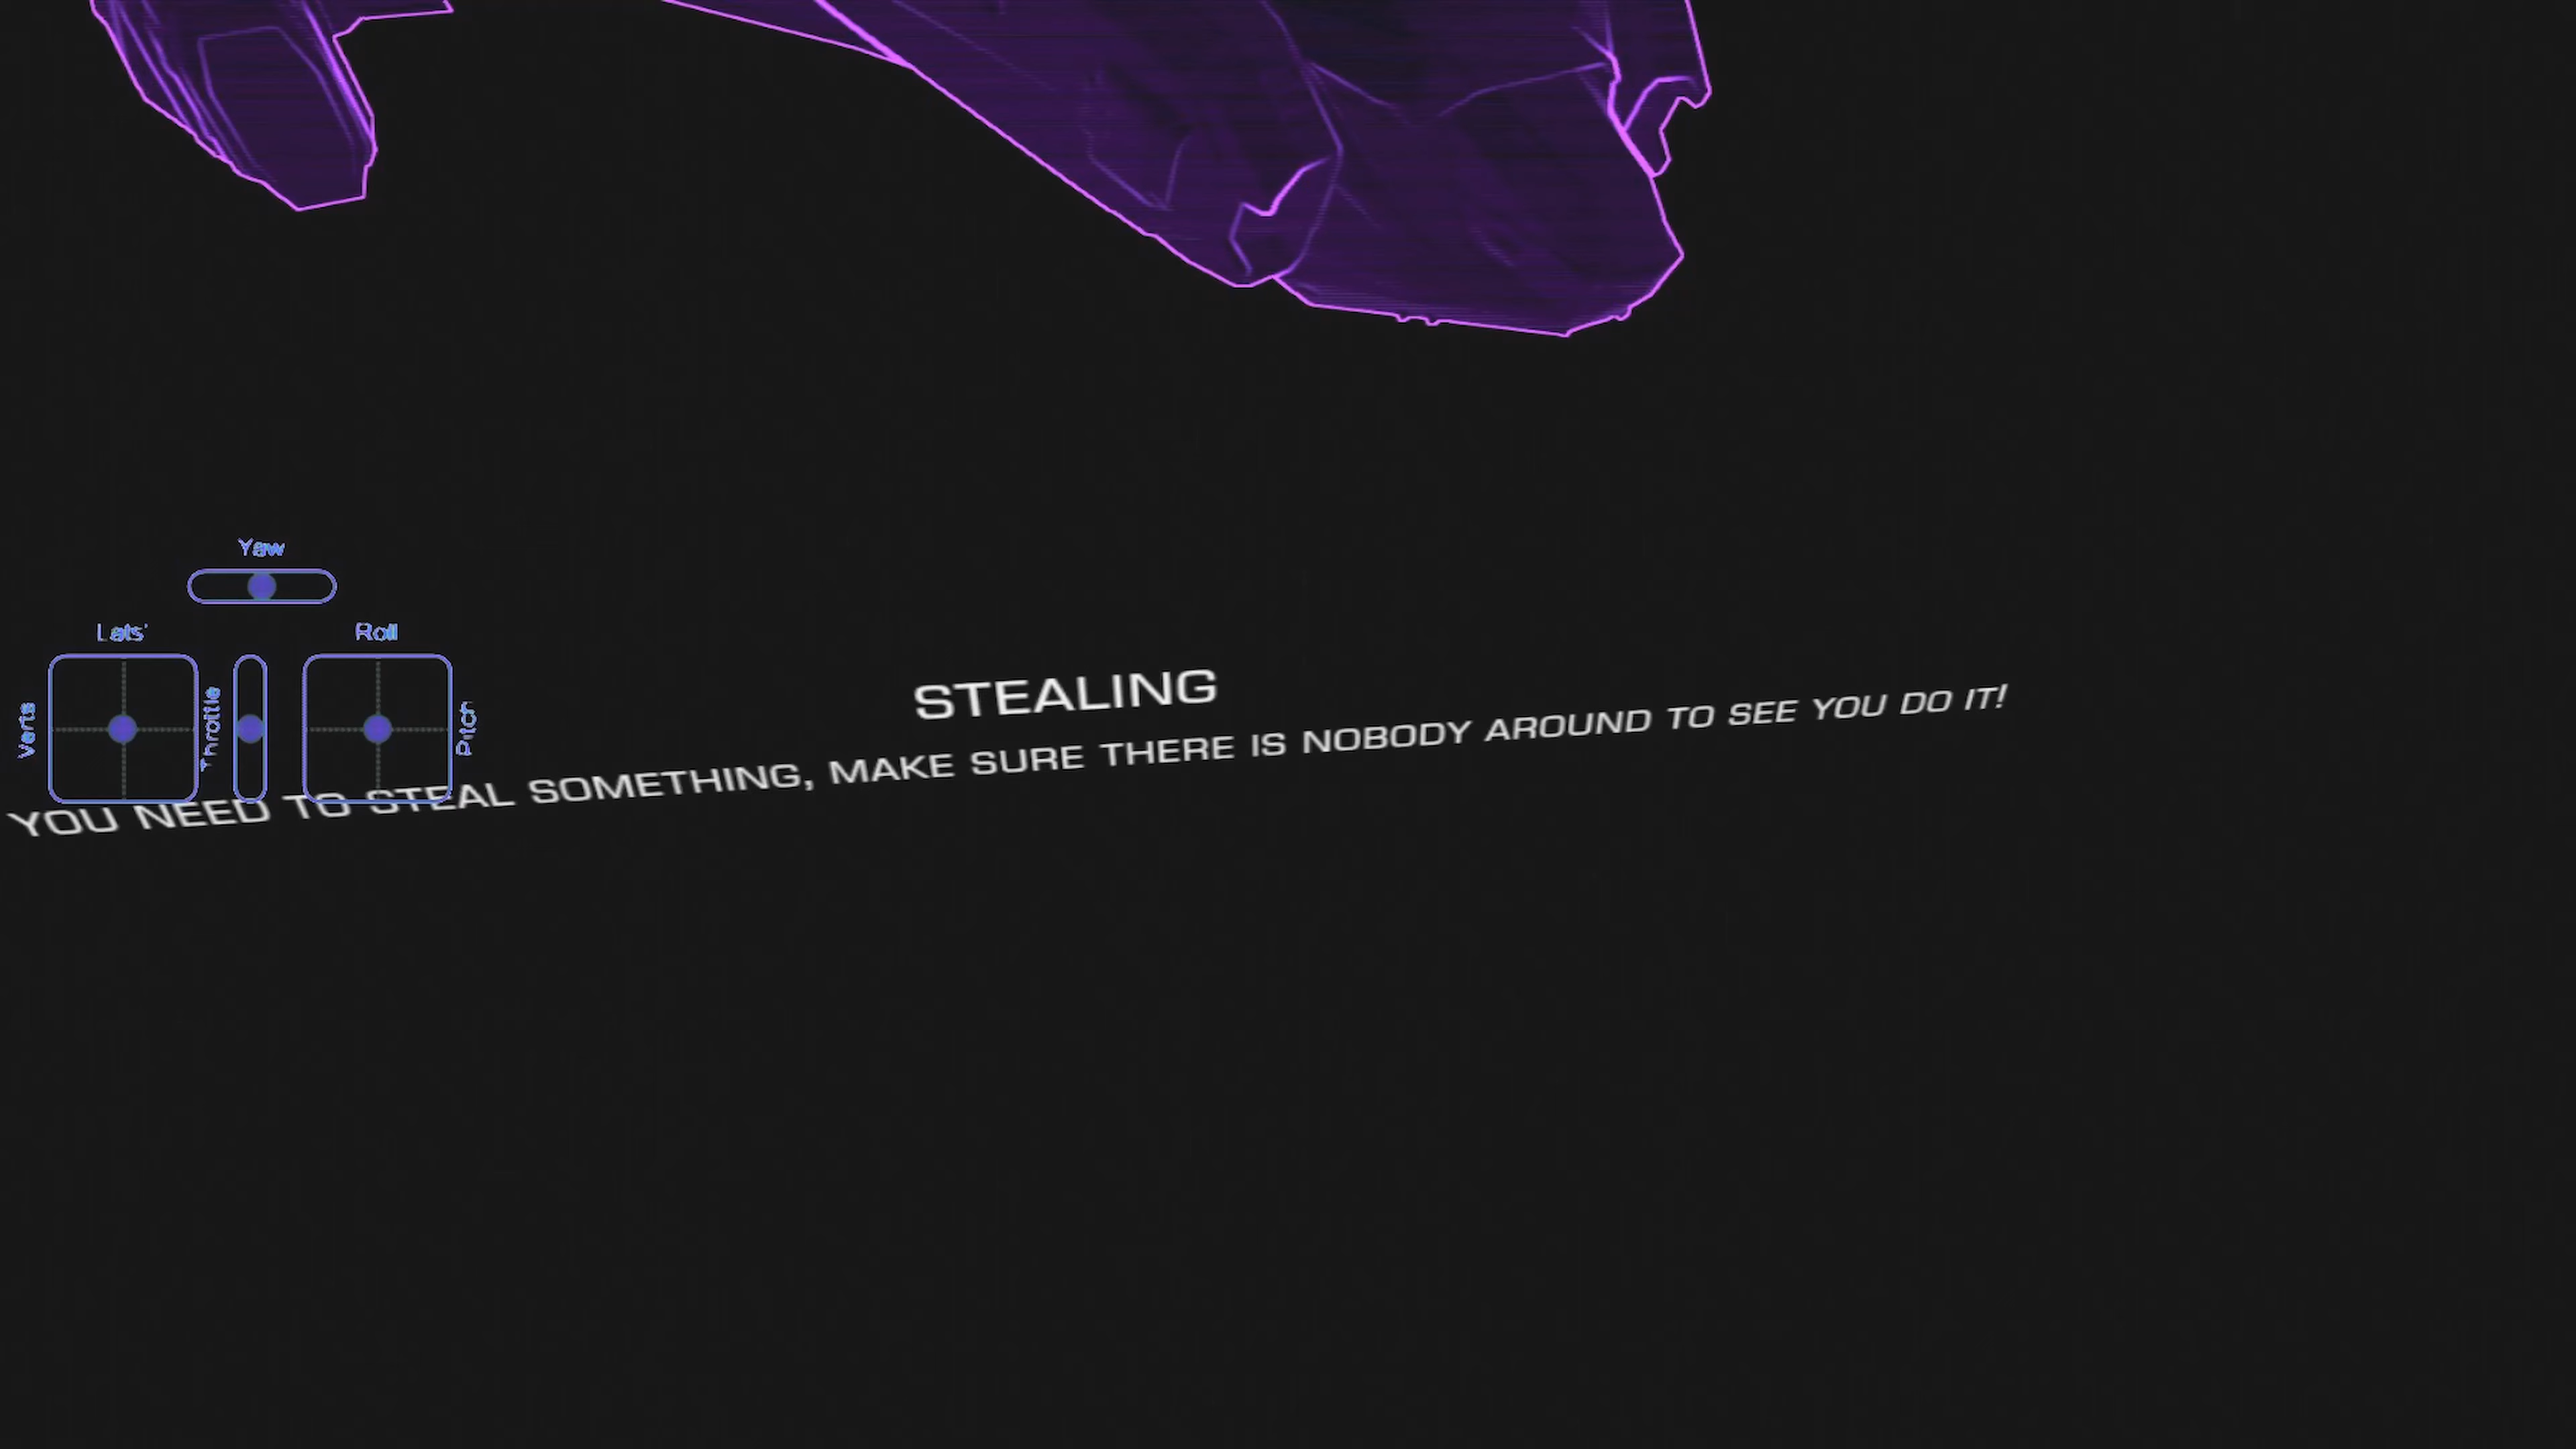 Yaw
Lats'
Roll
Verts
Throttle
Pitch
STEALING
YOU NEED TO STEAL SOMETHING, MAKE SURE THERE IS NOBODY AROUND TO SEE YOU DO IT!